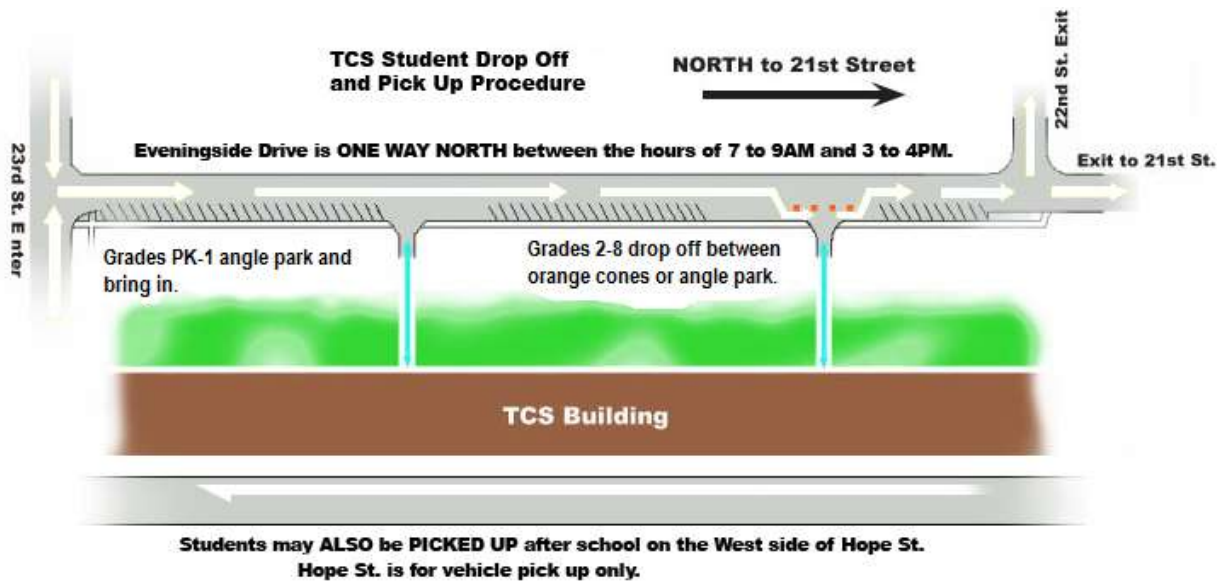 TCS Student Drop Off
and Pick Up Procedure
NORTH to 21st Street
22nd St. Exit
Eveningside Drive is ONE WAY NORTH between the hours of 7 to 9AM and 3 to 4PM.
Exit to 21st St.
23rd St. E nter
Grades PK-1 angle park and
bring in.
Grades 2-8 drop off between
orange cones or angle park.
TCS Building
Students may ALSO be PICKED UP after school on the West side of Hope St.
Hope St. is for vehicle pick up only.